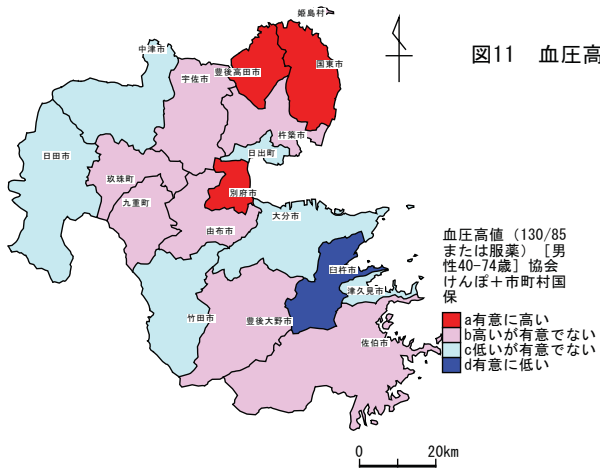 図11 血圧高
姫島村
中津市
豊後高田市
国東市
宇佐市
杵築市
日田市
日出町
玖珠町
別府市
九重町
大分市
由布市
臼杵市
津久見市
竹田市
豊後大野市
佐伯市
血圧高値（130/85
または服薬）［男
性40-74歳］協会
けんぽ＋市町村国
保
a有意に高い
b高いが有意でない
c低いが有意でない
d有意に低い
0 20km